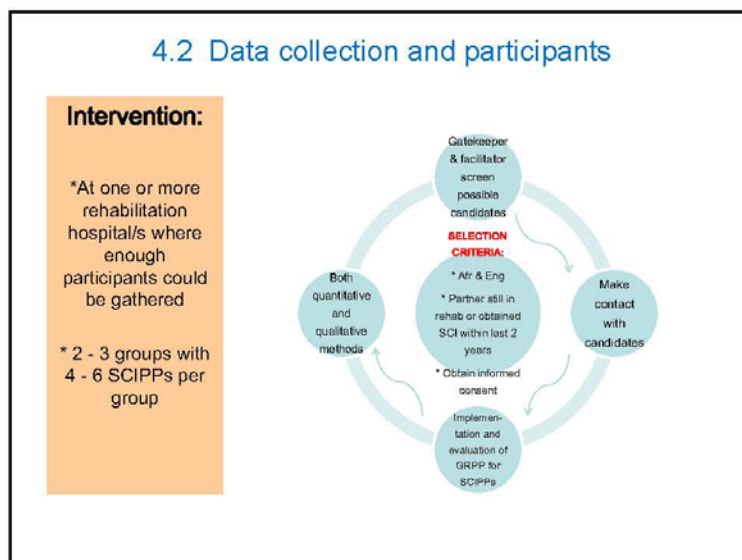 4.2 Data collection and participants
Intervention:
*At one or more
rehabilitation
hospital/s where
enough
participants could
be gathered
* 2 - 3 groups with
4 - 6 SCIPPs per
group
Gatekeeper
& facilitator
screen
possible
candidates
SELECTION
CRITERIA:
* Afr & Eng
* Partner still in
rehab or obtained
SCI within last 2
years
* Obtain informed
consent
Make
contact
with
candidates
Implemen-
tation and
evaluation of
GRPP for
SCIPPs
Both
quantitative
and
qualitative
methods